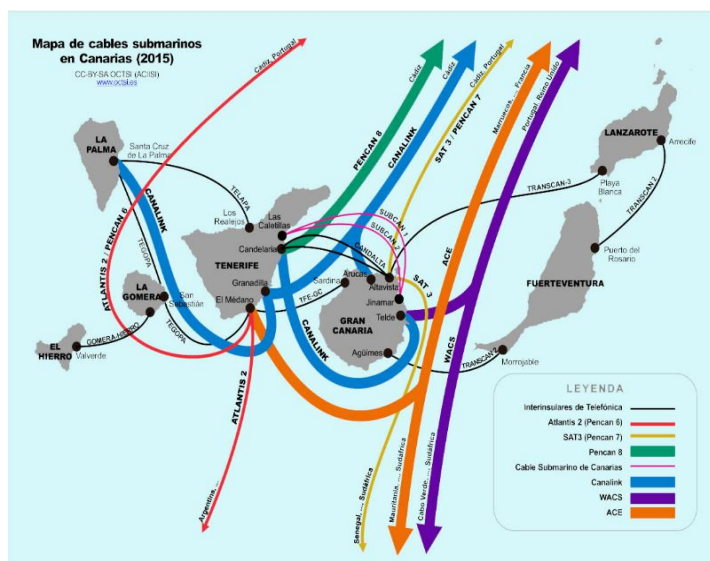 Mapa de cables submarinos
en Canarias (2015)
CC-BY-SA OCTSI (ACIISI)
www.octsi.es
Cádiz, Portugal
Cádiz
Cádiz
Cádiz, Portugal
Marruecos, ... Francia
Portugal, Reino Unido
LA
PALMA
Santa Cruz
de La Palma
TELAPA
CANALINK
ATLANTIS 2 / PENCAN 6
TEGOPA
Los
Realejos
Las
Caletillas
Candelaria
TENERIFE
Granadilla
El Médano
PENCAN 8
CANALINK
SAT 3 / PENCAN 7
SUBCAN 1
SUBCAN 2
CANDALTA
TRANSCAN-3
LANZAROTE
Arrecife
Playa
Blanca
TRANSCAN 2
Puerto del
Rosario
FUERTEVENTURA
LA
GOMERA
San
Sebastián
EL
HIERRO
Valverde
GOMERA-HIERRO
TEGOPA
Sardina
TFE-GC
Arucas
Altavista
Jinamar
Telde
GRAN
CANARIA
Agüimes
SAT 3
ACE
WACS
CANALINK
TRANSCAN-2
Morrojable
ATLANTIS 2
Argentina, ...
Senegal, ... Sudáfrica
Mauritania, ... Sudáfrica
Cabo Verde, ... Sudáfrica
LEYENDA
Interinsulares de Telefónica
Atlantis 2 (Pencan 6)
SAT3 (Pencan 7)
Pencan 8
Cable Submarino de Canarias
Canalink
WACS
ACE